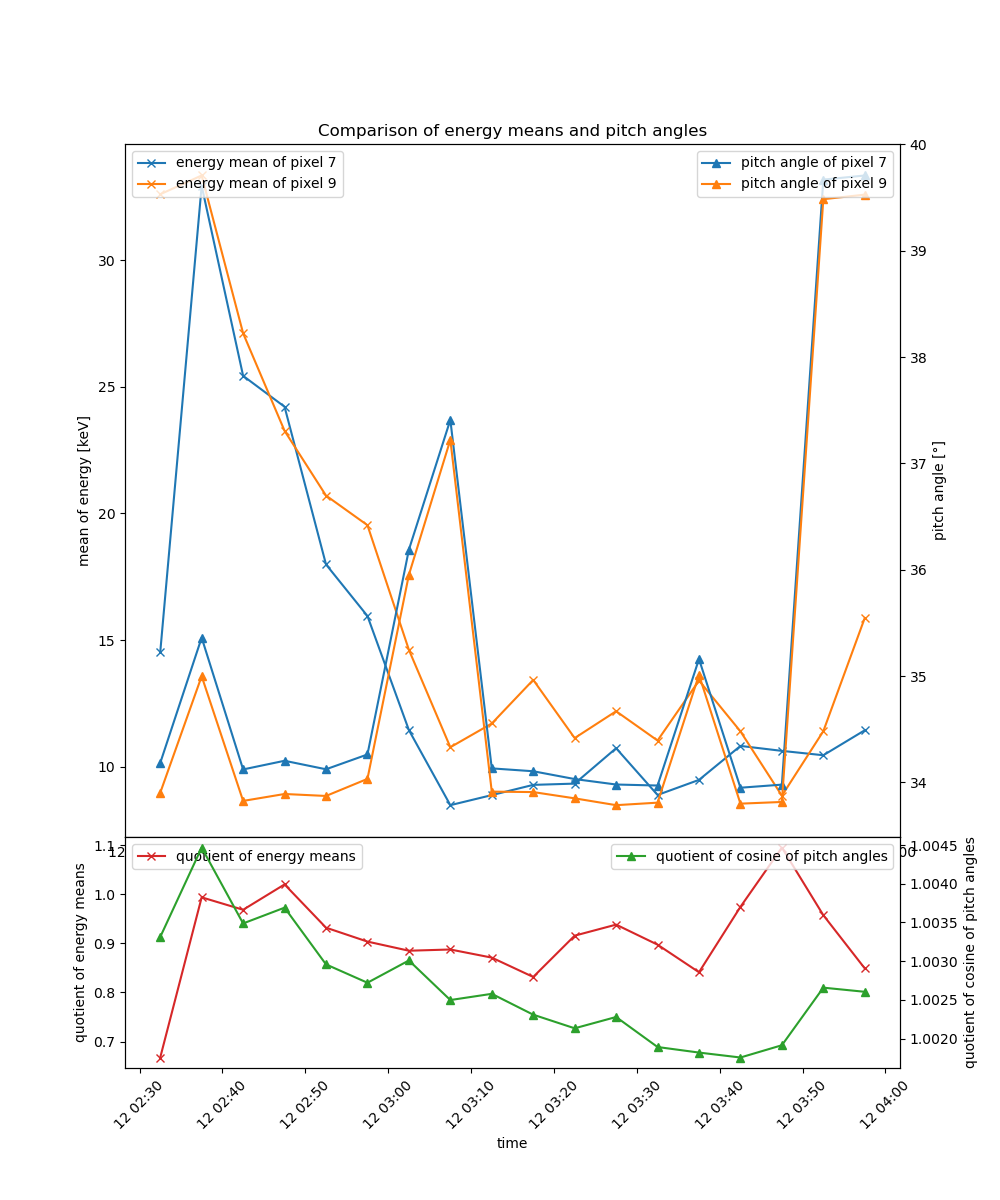 Comparison of energy means and pitch angles
energy mean of pixel 7
energy mean of pixel 9
pitch angle of pixel 7
pitch angle of pixel 9
mean of energy [keV]
30
25
20
15
10
40
39
38
37
36
35
34
pitch angle [°]
quotient of energy means
quotient of cosine of pitch angles
quotient of energy means
1.1
1.0
0.9
0.8
0.7
1.0045
1.0040
1.0035
1.0030
1.0025
1.0020
quotient of cosine of pitch angles
12 02:30
12 02:40
12 02:50
12 03:00
12 03:10
12 03:20
12 03:30
12 03:40
12 03:50
12 04:00
time